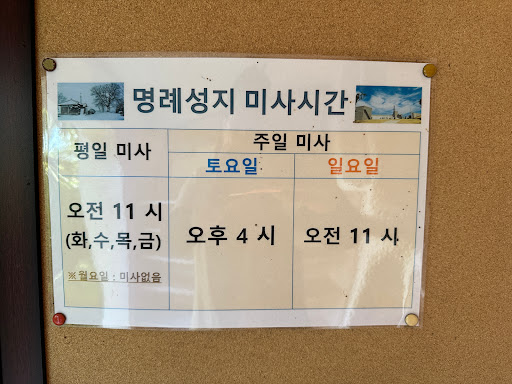 명례성지 미사시간
평일 미사
주일 미사
토요일
일요일
오전 11 시
(화,수,목,금)
※월요일 : 미사없음
오후 4 시
오전 11 시